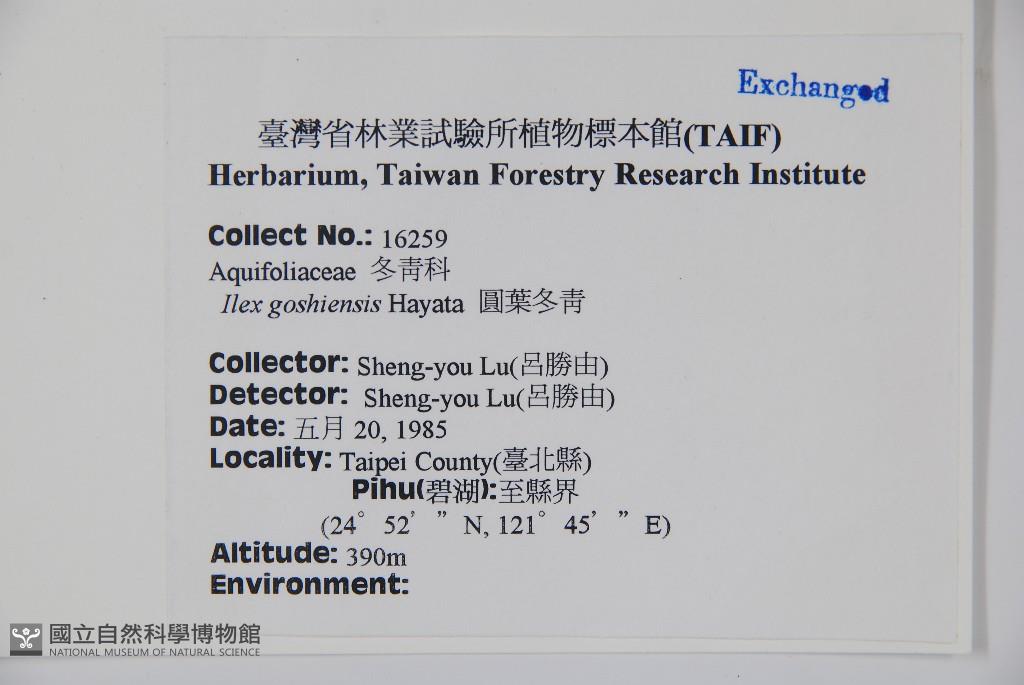 Exchanged
臺灣省林業試驗所植物標本館(TAIF)
Herbarium, Taiwan Forestry Research Institute
Collect No.: 16259
Aquifoliaceae 冬青科
Ilex goshiensis Hayata 圓葉冬青
Collector: Sheng-you Lu(呂勝由)
Detector: Sheng-you Lu(呂勝由)
Date: 五月 20, 1985
Locality: Taipei County(臺北縣)
Pihu(碧湖):至縣界
(24° 52' ” N, 121° 45' ” E)
Altitude: 390m
Environment:
國立自然科學博物館
NATIONAL MUSEUM OF NATURAL SCIENCE